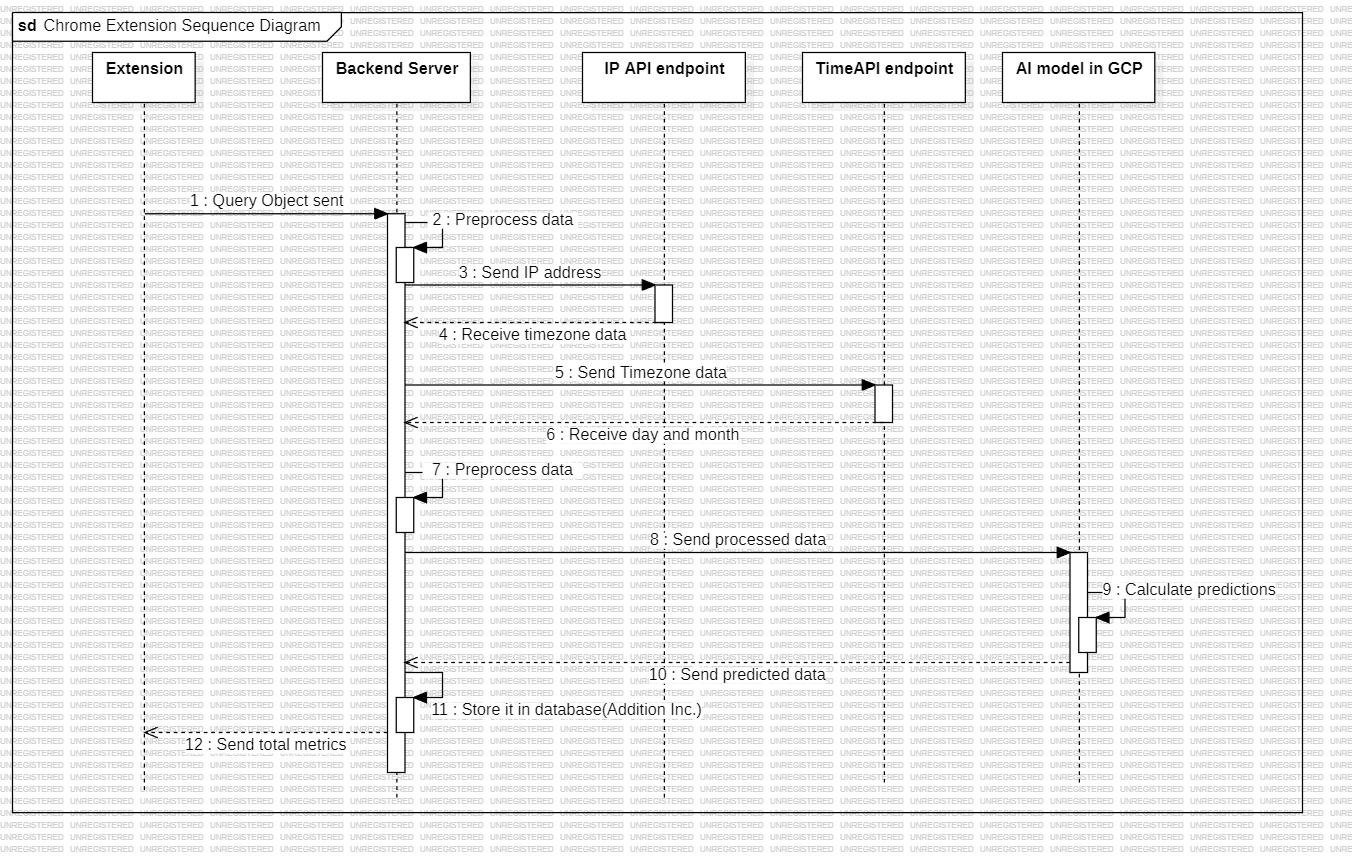 sd Chrome Extension Sequence Diagram
Extension
Backend Server
IP API endpoint
TimeAPI endpoint
AI model in GCP
1 : Query Object sent
2 : Preprocess data
3 : Send IP address
4 : Receive timezone data
5 : Send Timezone data
6 : Receive day and month
7 : Preprocess data
8 : Send processed data
9 : Calculate predictions
10 : Send predicted data
11 : Store it in database(Addition Inc.)
12 : Send total metrics
UNREGISTERED